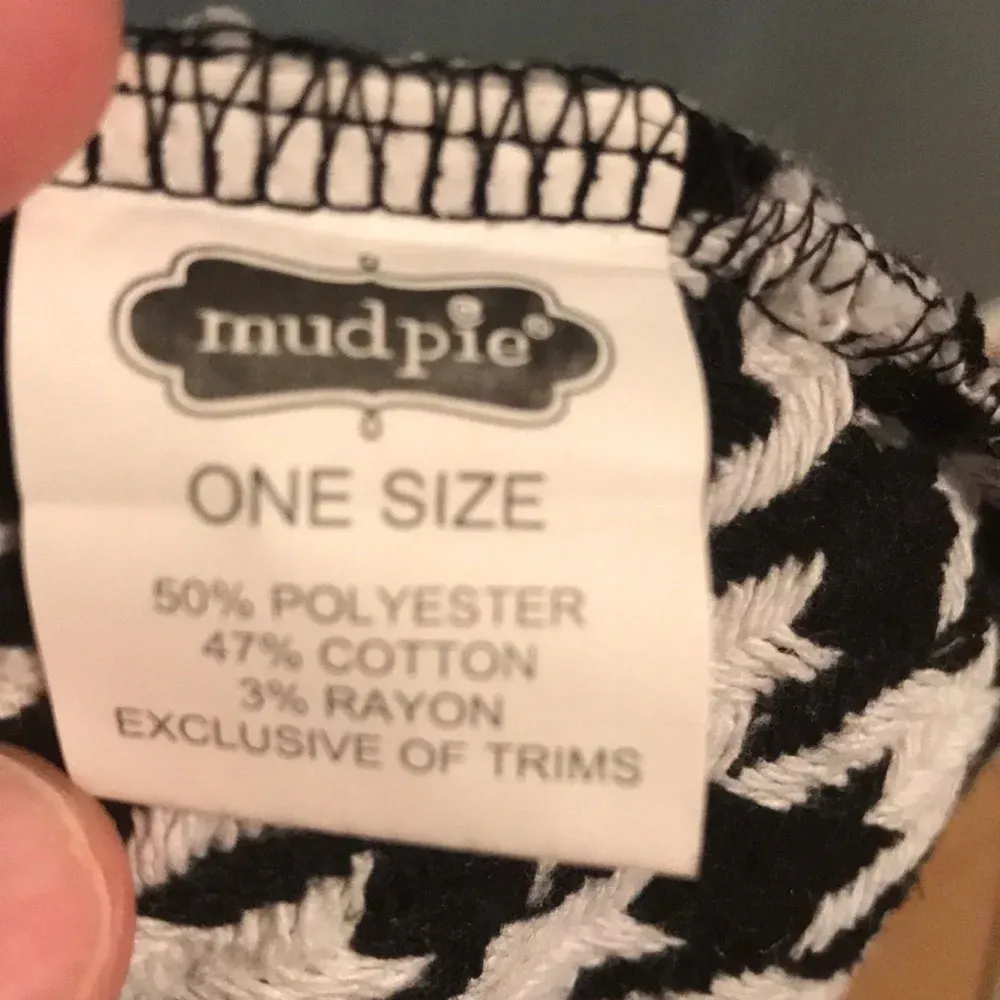 mudpie®
ONE SIZE
50% POLYESTER
47% COTTON
3% RAYON
EXCLUSIVE OF TRIMS